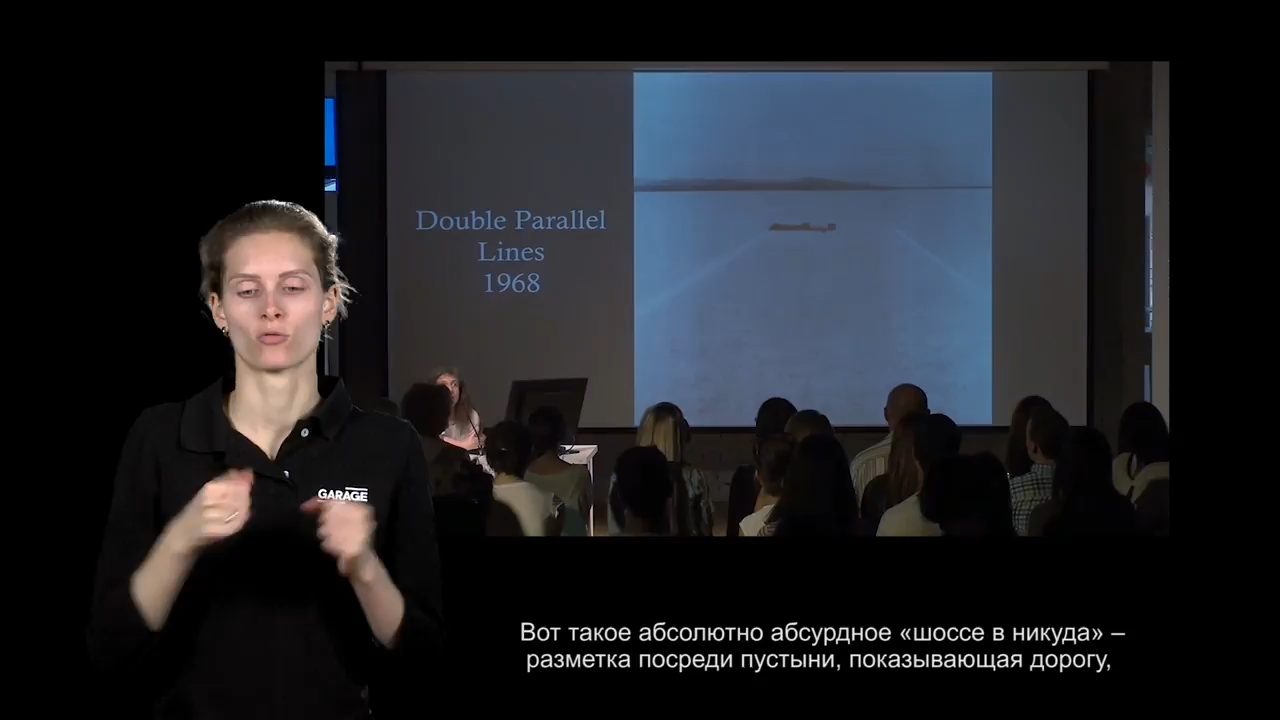 Double Parallel
Lines
1968
GARAGE
Вот такое абсолютно абсурдное «шоссе в никуда» –
разметка посреди пустыни, показывающая дорогу,